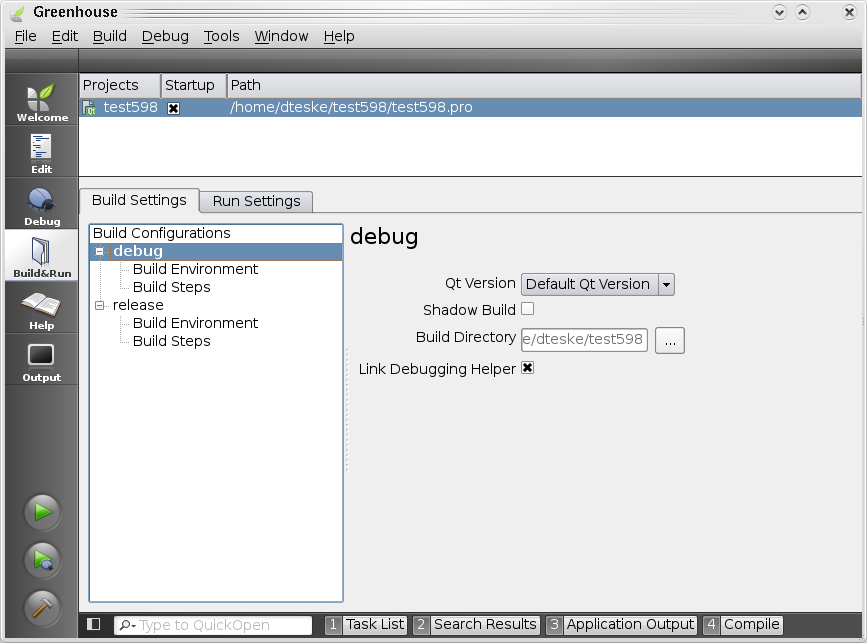 Greenhouse
File Edit Build Debug Tools Window Help
Projects Startup Path
test598 /home/dteske/test598/test598.pro
Welcome
Edit
Debug
Build&Run
Help
Output
Build Settings Run Settings
Build Configurations
debug
Build Environment
Build Steps
release
Build Environment
Build Steps
debug
Qt Version Default Qt Version
Shadow Build
Build Directory e/dteske/test598 ...
Link Debugging Helper
Type to QuickOpen 1 Task List 2 Search Results 3 Application Output 4 Compile